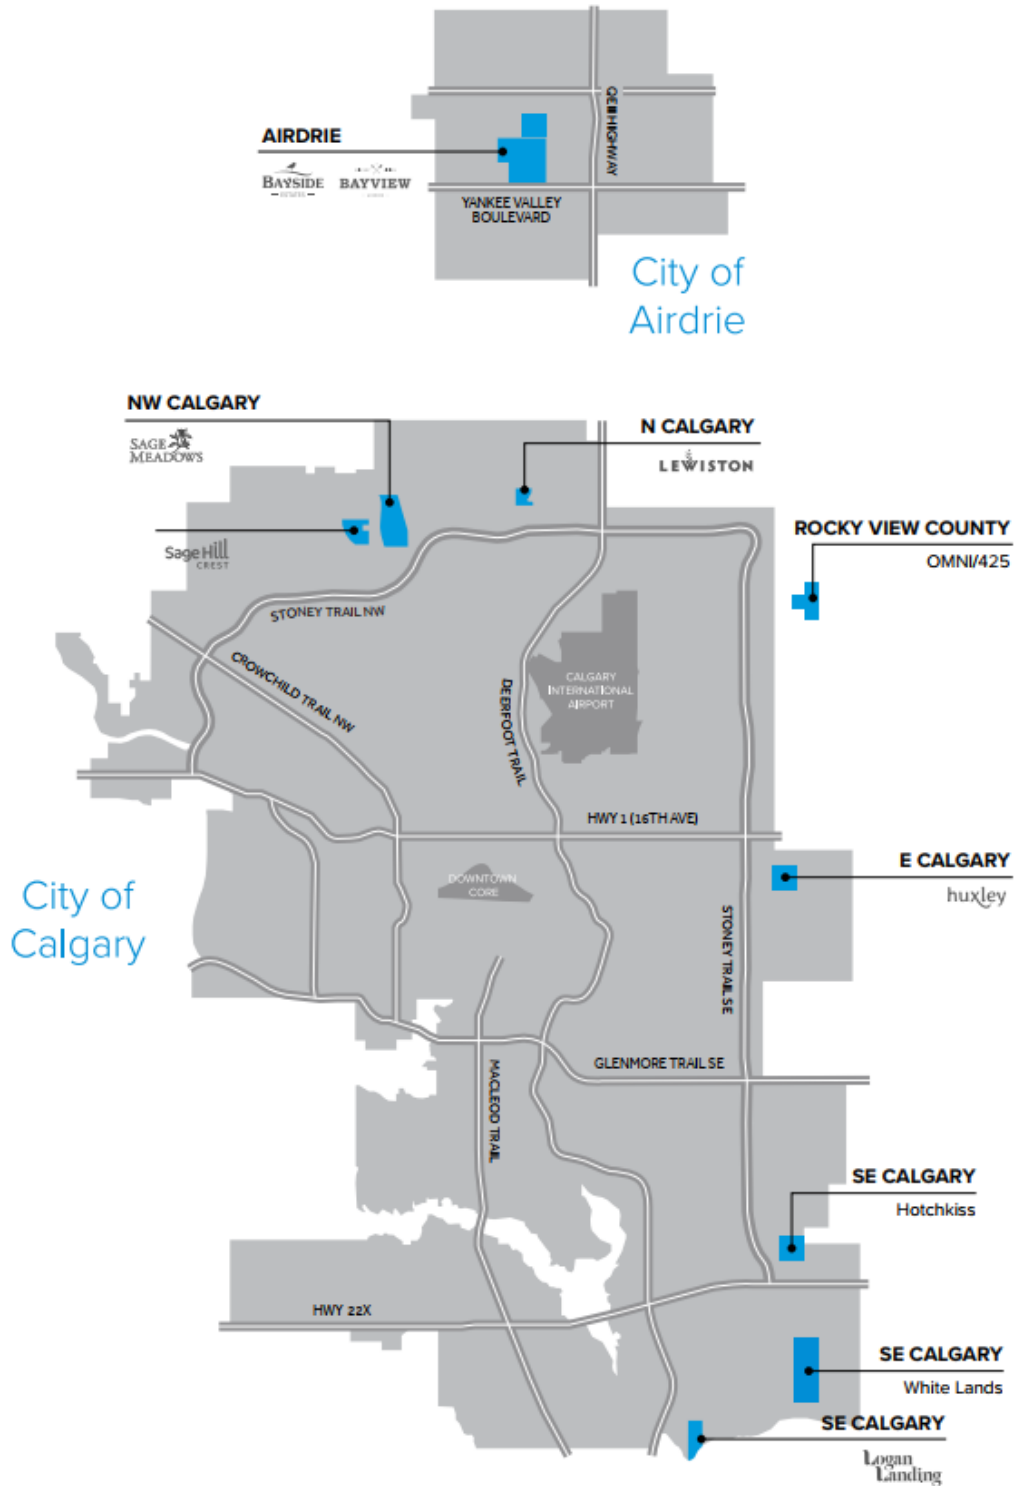 QEII HIGHWAY
AIRDRIE
BAYSIDE
BAYVIEW
YANKEE VALLEY
BOULEVARD
City of
Airdrie
NW CALGARY
SAGE
MEADOWS
N CALGARY
LEWISTON
Sage Hill
CREST
ROCKY VIEW COUNTY
OMNI/425
STONEY TRAIL NW
CROWCHILD TRAIL NW
DEERFOOT TRAIL
CALGARY
INTERNATIONAL
AIRPORT
HWY 1 (16TH AVE)
E CALGARY
huxley
DOWNTOWN
CORE
City of
Calgary
STONEY TRAIL SE
GLENMORE TRAIL SE
MACLEOD TRAIL
SE CALGARY
Hotchkiss
HWY 22X
SE CALGARY
White Lands
SE CALGARY
Logan
Landing